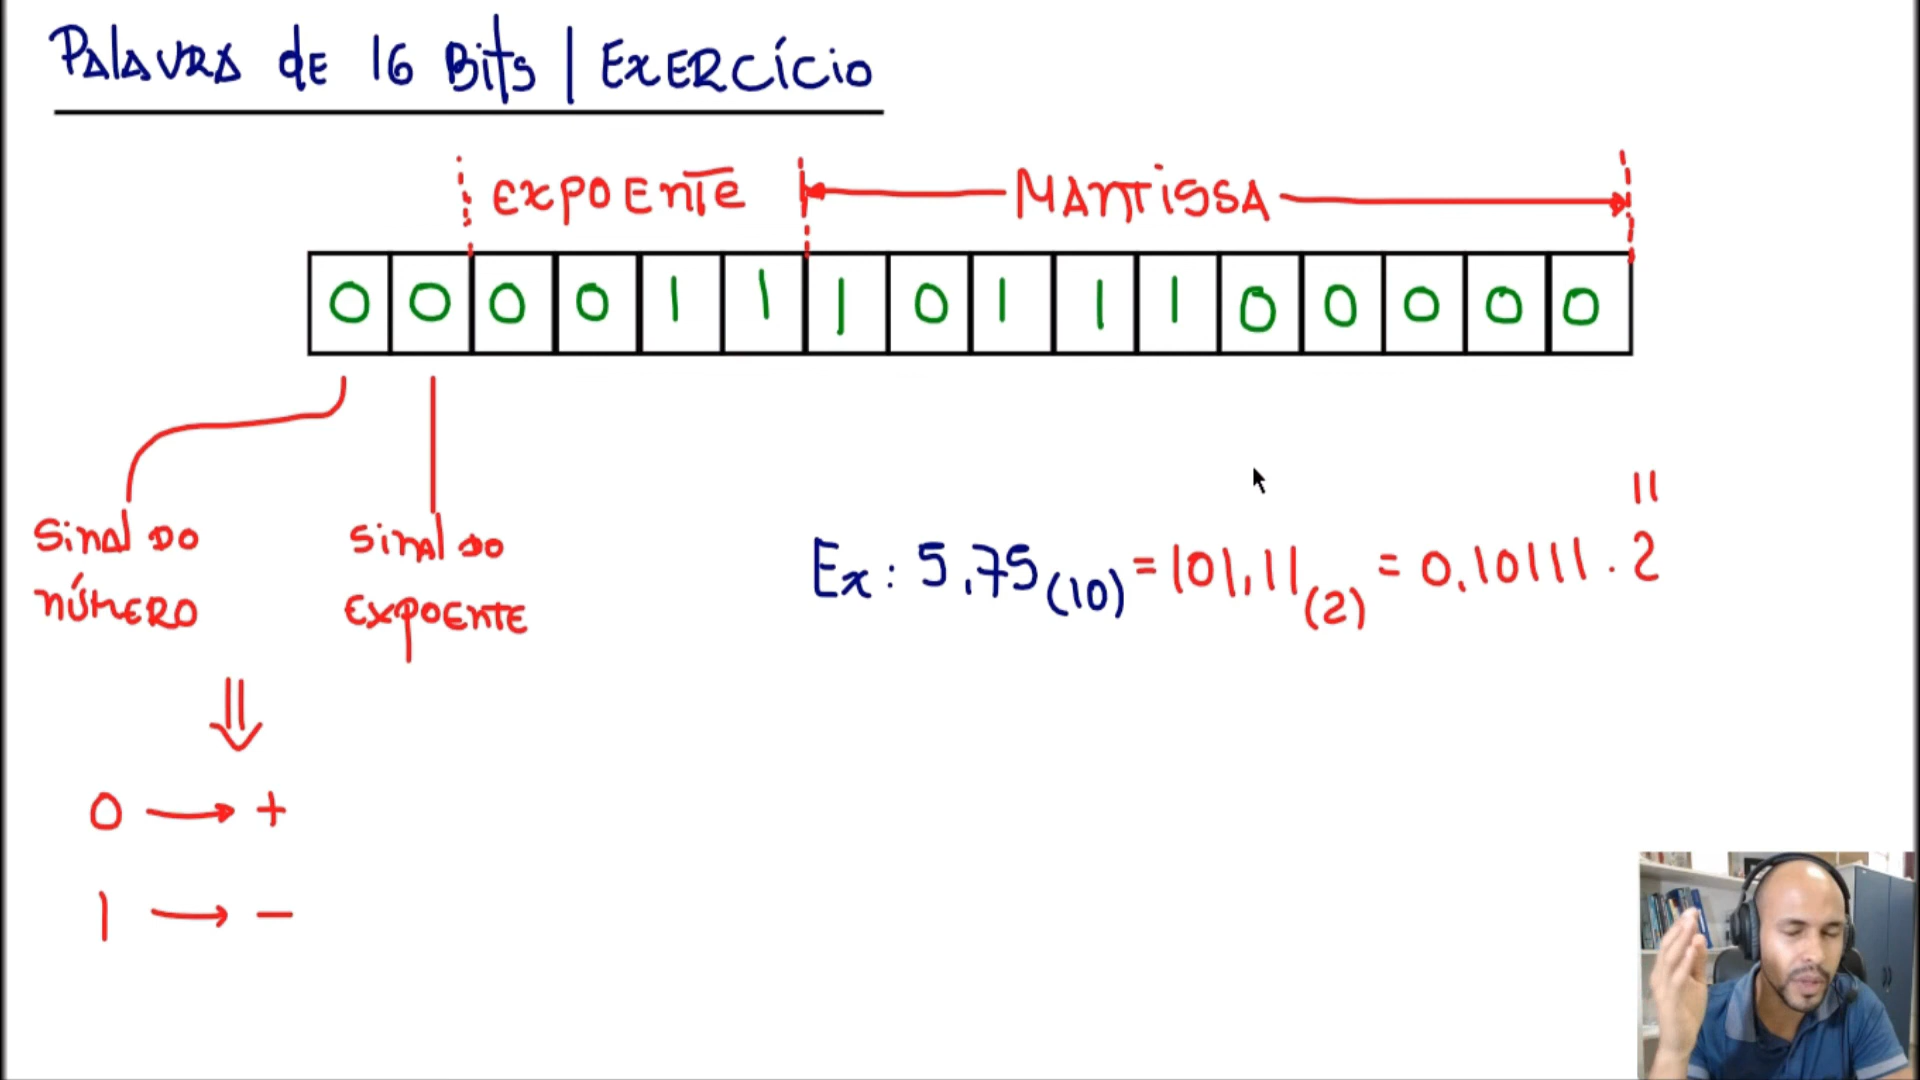 Palavra de 16 Bits | Exercício
Expoente Mantissa
0 0 0 0 1 1 1 0 1 1 1 0 0 0 0 0
Sinal do número
Sinal do expoente
Ex: 5,75(10) = 101,11(2) = 0,10111 . 2^11
0 → +
1 → −